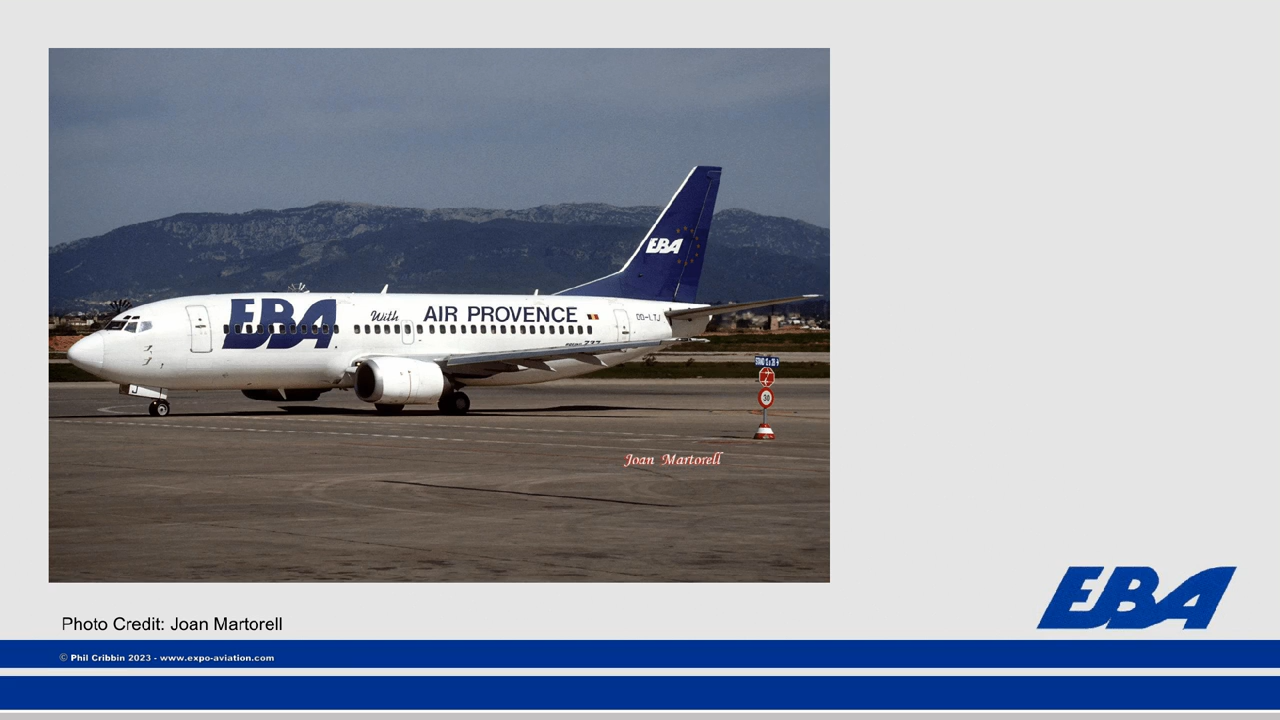 EBA
EBA With AIR PROVENCE OO-LTJ
30
Joan Martorell
EBA
Photo Credit: Joan Martorell
© Phil Cribbin 2023 - www.expo-aviation.com